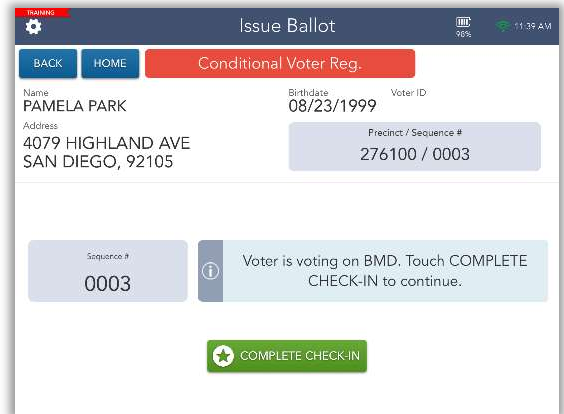 TRAINING
Issue Ballot
98%
11:39 AM
BACK
HOME
Conditional Voter Reg.
Name
PAMELA PARK
Birthdate
08/23/1999
Voter ID
Address
4079 HIGHLAND AVE
SAN DIEGO, 92105
Precinct / Sequence #
276100 / 0003
Sequence #
0003
Voter is voting on BMD. Touch COMPLETE
CHECK-IN to continue.
COMPLETE CHECK-IN